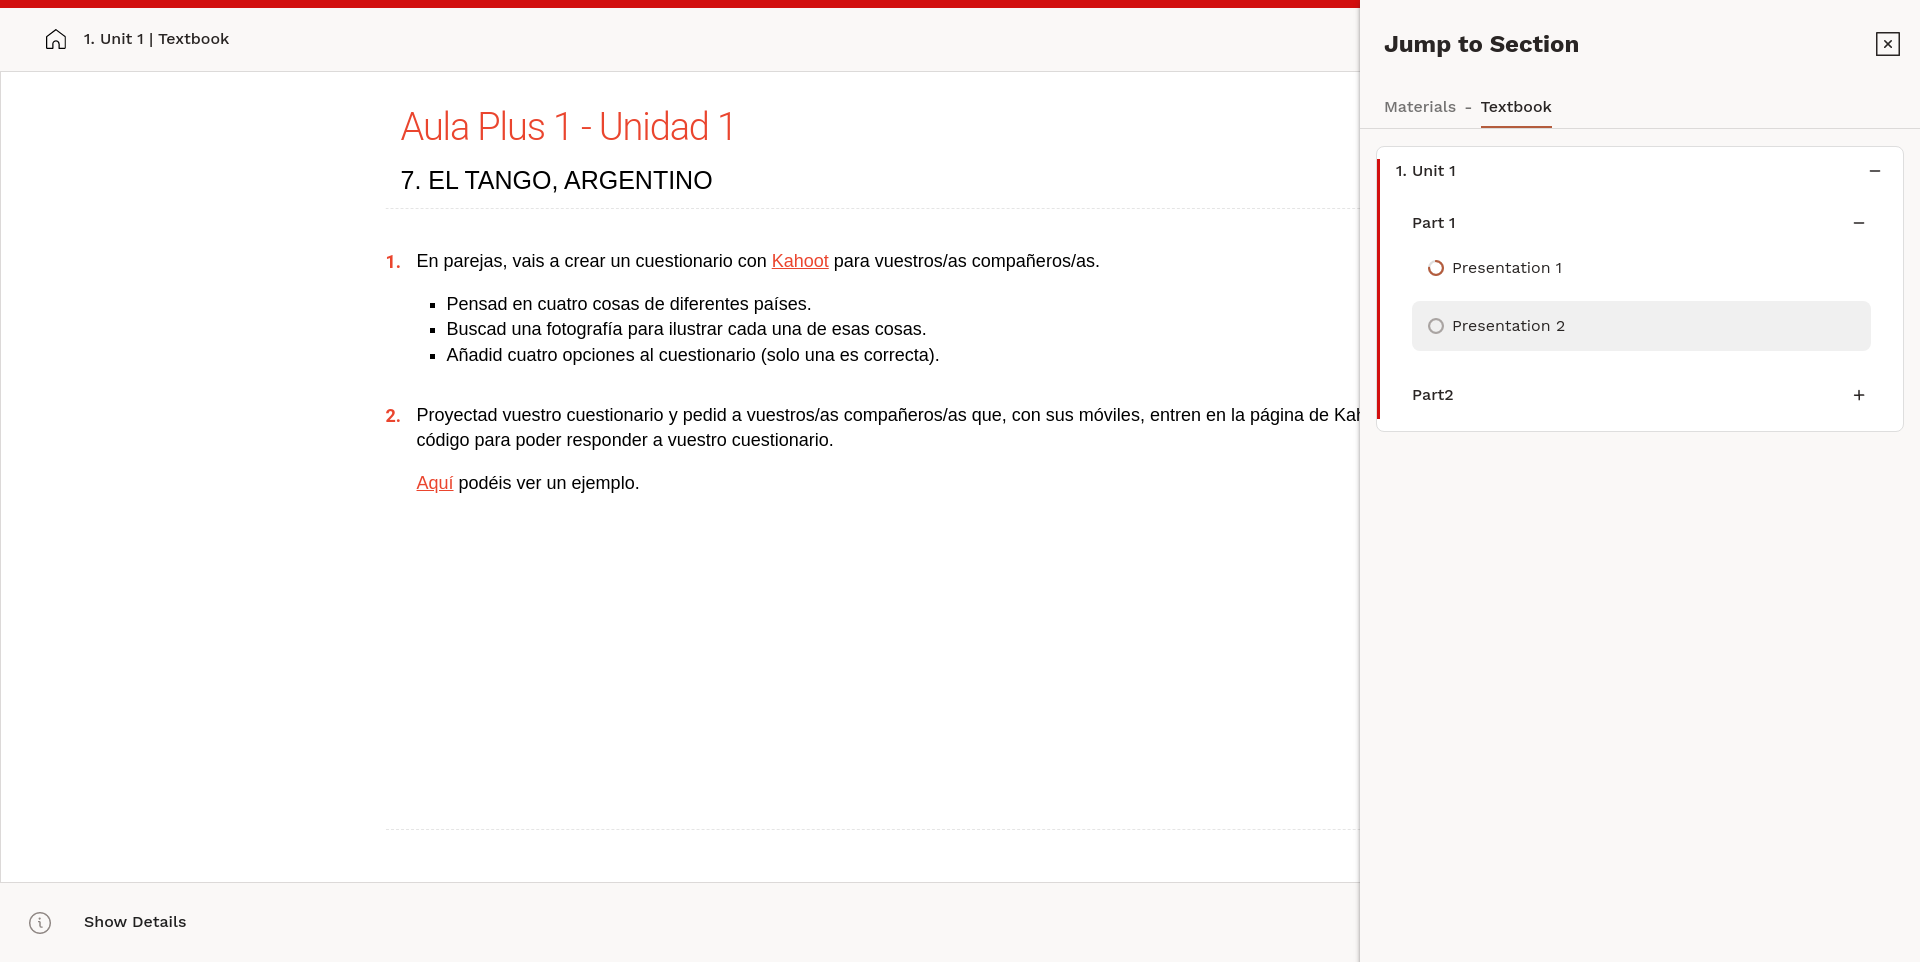 1. Unit 1 | Textbook
Aula Plus 1 - Unidad 1
7. EL TANGO, ARGENTINO
1. En parejas, vais a crear un cuestionario con Kahoot para vuestros/as compañeros/as.
▪ Pensad en cuatro cosas de diferentes países.
▪ Buscad una fotografía para ilustrar cada una de esas cosas.
▪ Añadid cuatro opciones al cuestionario (solo una es correcta).
2. Proyectad vuestro cuestionario y pedid a vuestros/as compañeros/as que, con sus móviles, entren en la página de
código para poder responder a vuestro cuestionario.
Aquí podéis ver un ejemplo.
Show Details
Jump to Section
Materials - Textbook
1. Unit 1
Part 1
Presentation 1
Presentation 2
Part2